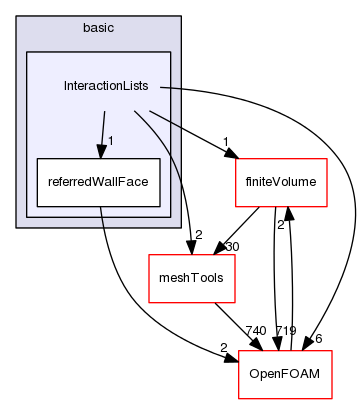 basic
InteractionLists
1
1
referredWallFace
finiteVolume
2
30
2
meshTools
740
719
6
2
OpenFOAM